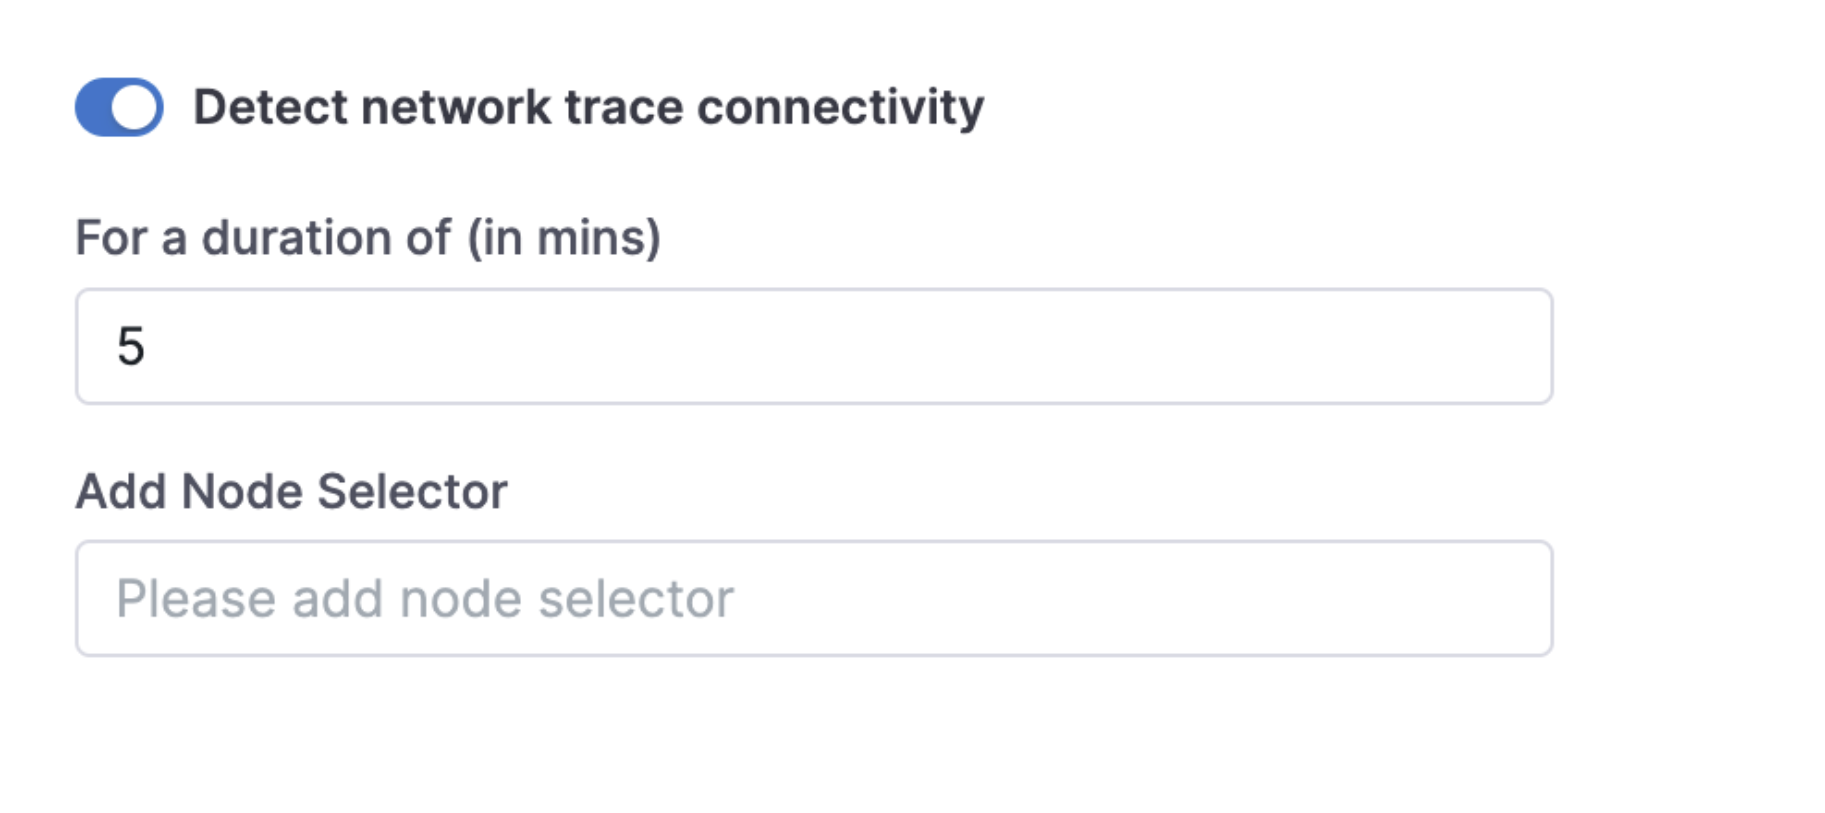 Detect network trace connectivity
For a duration of (in mins)
5
Add Node Selector
Please add node selector